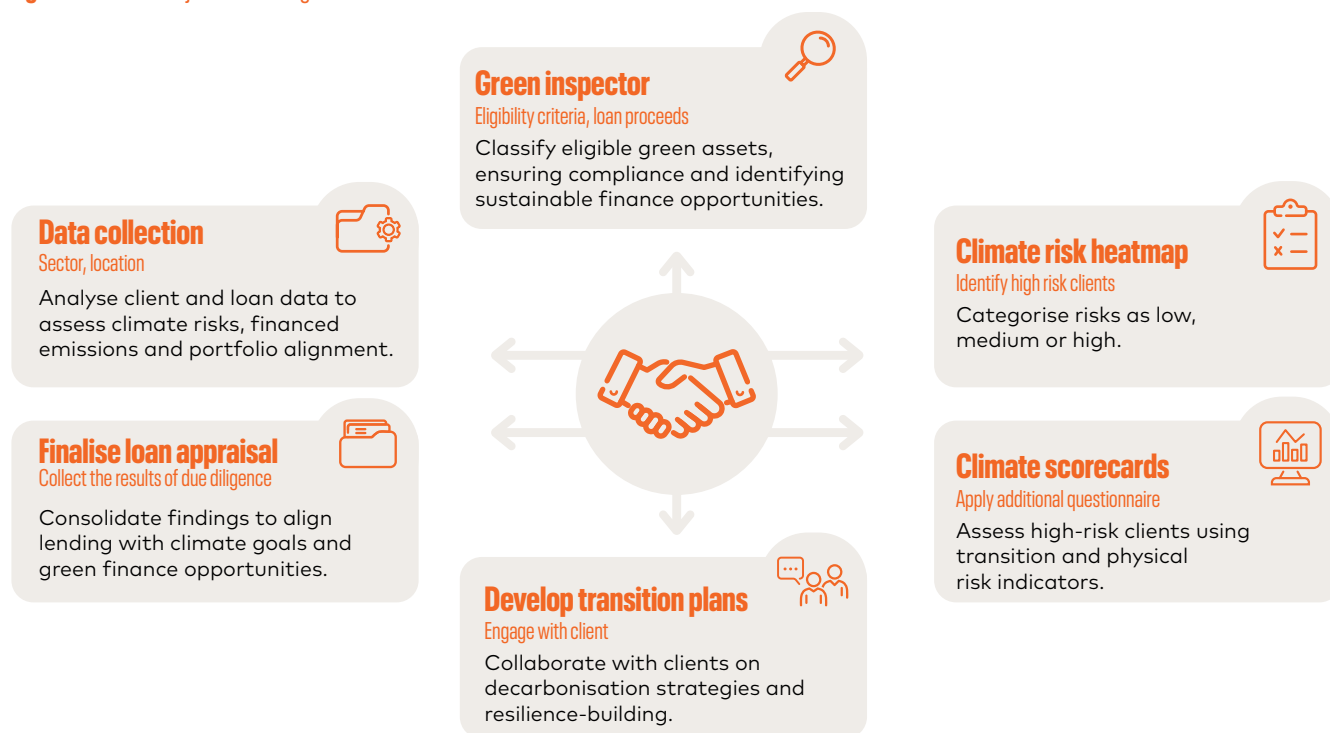 Green inspector
Eligibility criteria, loan proceeds
Classify eligible green assets,
ensuring compliance and identifying
sustainable finance opportunities.
Data collection
Sector, location
Analyse client and loan data to
assess climate risks, financed
emissions and portfolio alignment.
Climate risk heatmap
Identify high risk clients
Categorise risks as low,
medium or high.
Finalise loan appraisal
Collect the results of due diligence
Consolidate findings to align
lending with climate goals and
green finance opportunities.
Climate scorecards
Apply additional questionnaire
Assess high-risk clients using
transition and physical
risk indicators.
Develop transition plans
Engage with client
Collaborate with clients on
decarbonisation strategies and
resilience-building.